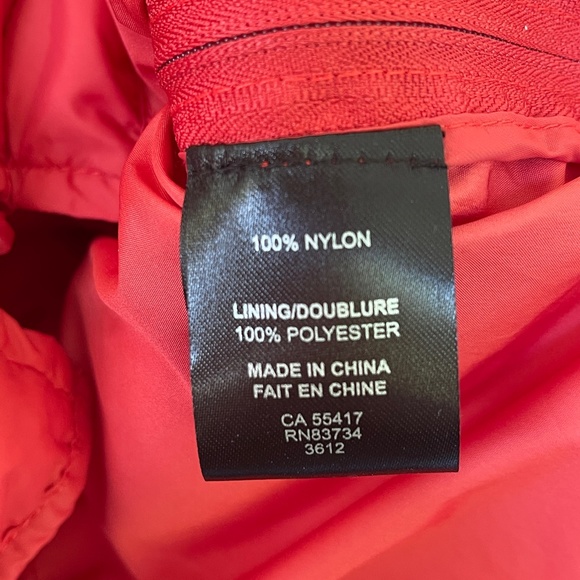 100% NYLON
LINING/DOUBLURE
100% POLYESTER
MADE IN CHINA
FAIT EN CHINE
CA 55417
RN83734
3612